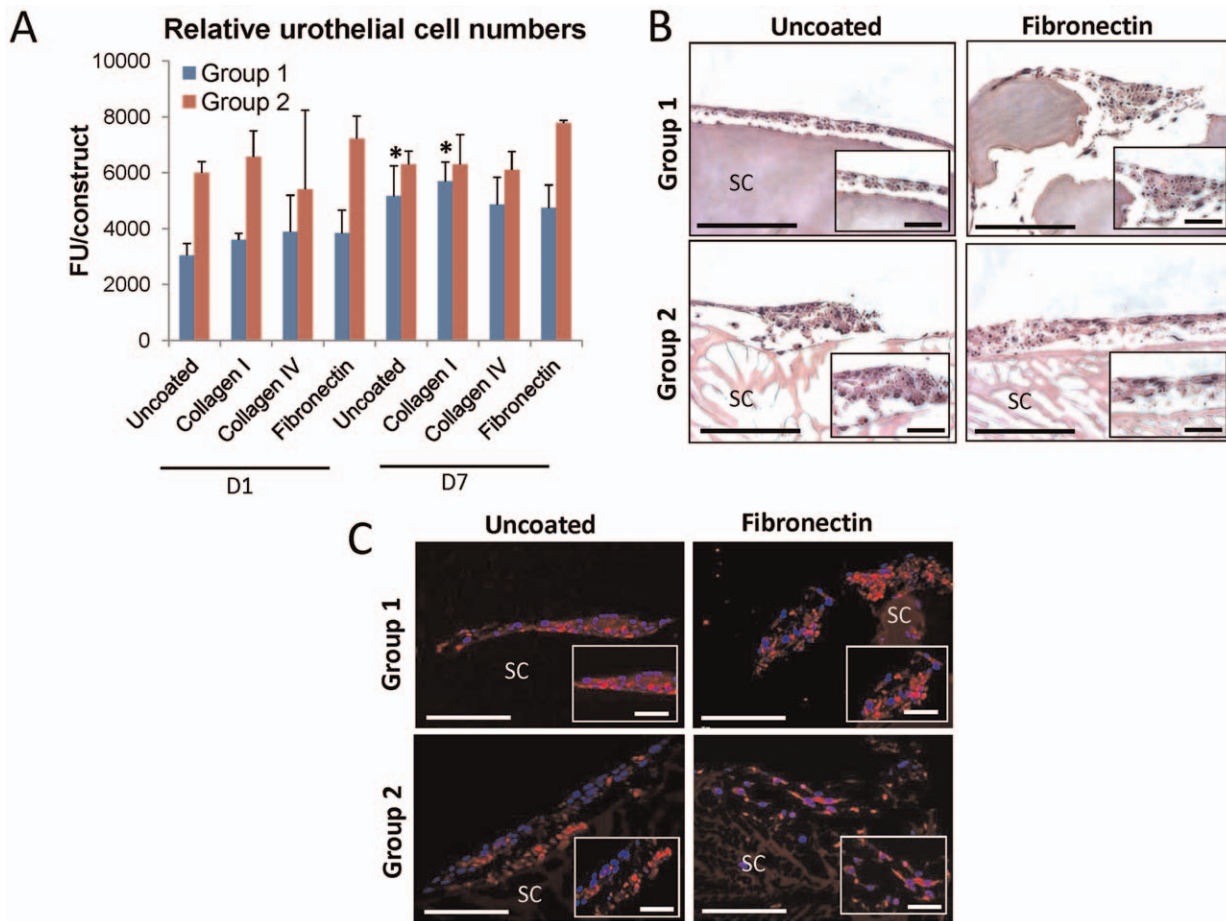 A
Relative urothelial cell numbers
10000
8000
6000
4000
2000
0
FU/construct
Group 1
Group 2
* *
Uncoated
Collagen I
Collagen IV
Fibronectin
Uncoated
Collagen I
Collagen IV
Fibronectin
D1
D7
B
Uncoated
Fibronectin
Group 1
SC
Group 2
SC
SC
C
Uncoated
Fibronectin
Group 1
SC
SC
Group 2
SC
SC